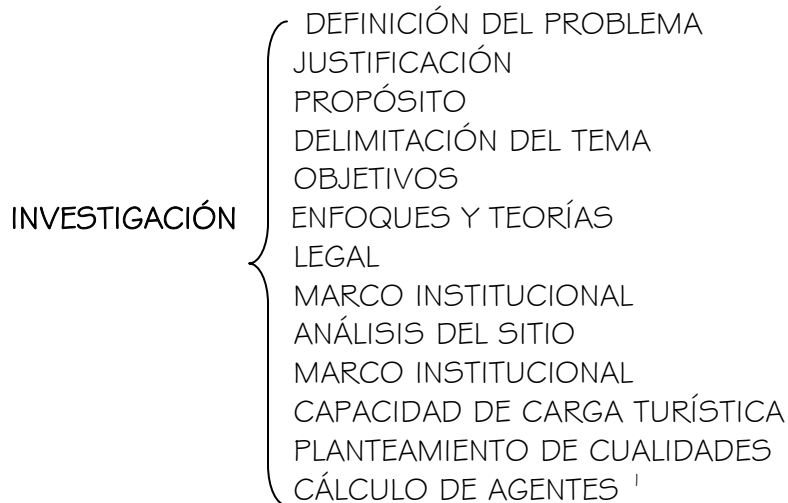 DEFINICIÓN DEL PROBLEMA
JUSTIFICACIÓN
PROPÓSITO
DELIMITACIÓN DEL TEMA
OBJETIVOS
INVESTIGACIÓN
ENFOQUES Y TEORÍAS
LEGAL
MARCO INSTITUCIONAL
ANÁLISIS DEL SITIO
MARCO INSTITUCIONAL
CAPACIDAD DE CARGA TURÍSTICA
PLANTEAMIENTO DE CUALIDADES
CÁLCULO DE AGENTES ¹